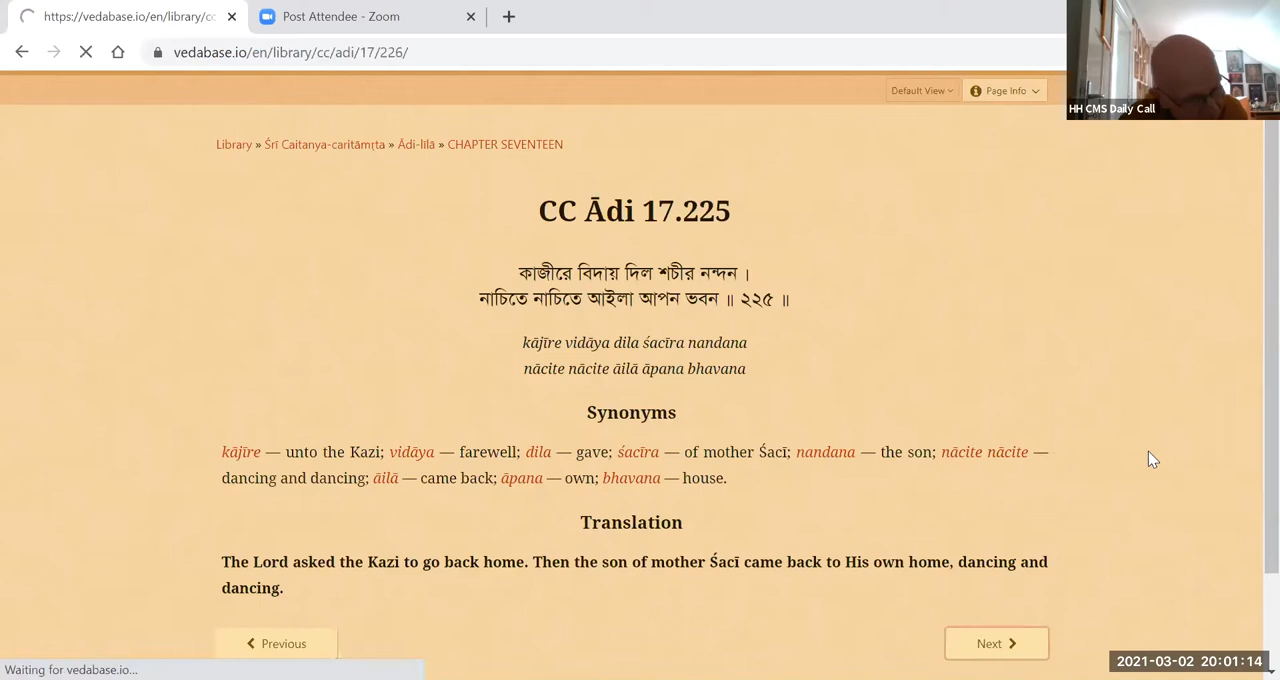 https://vedabase.io/en/library/cc
Post Attendee - Zoom
vedabase.io/en/library/cc/adi/17/226/
HH CMS Daily Call
Default View
Page Info
Library » Śrī Caitanya-caritāmṛta » Ādi-līlā » CHAPTER SEVENTEEN
CC Ādi 17.225
কাজীরে বিদায় দিল শচীর নন্দন ।
নাচিতে নাচিতে আইলা আপন ভবন ॥ ২২৫ ॥
kājīre vidāya dila śacīra nandana
nācite nācite āilā āpana bhavana
Synonyms
kājīre — unto the Kazi; vidāya — farewell; dila — gave; śacīra — of mother Śacī; nandana — the son; nācite nācite —
dancing and dancing; āilā — came back; āpana — own; bhavana — house.
Translation
The Lord asked the Kazi to go back home. Then the son of mother Śacī came back to His own home, dancing and
dancing.
Previous
Next
Waiting for vedabase.io...
2021-03-02 20:01:14